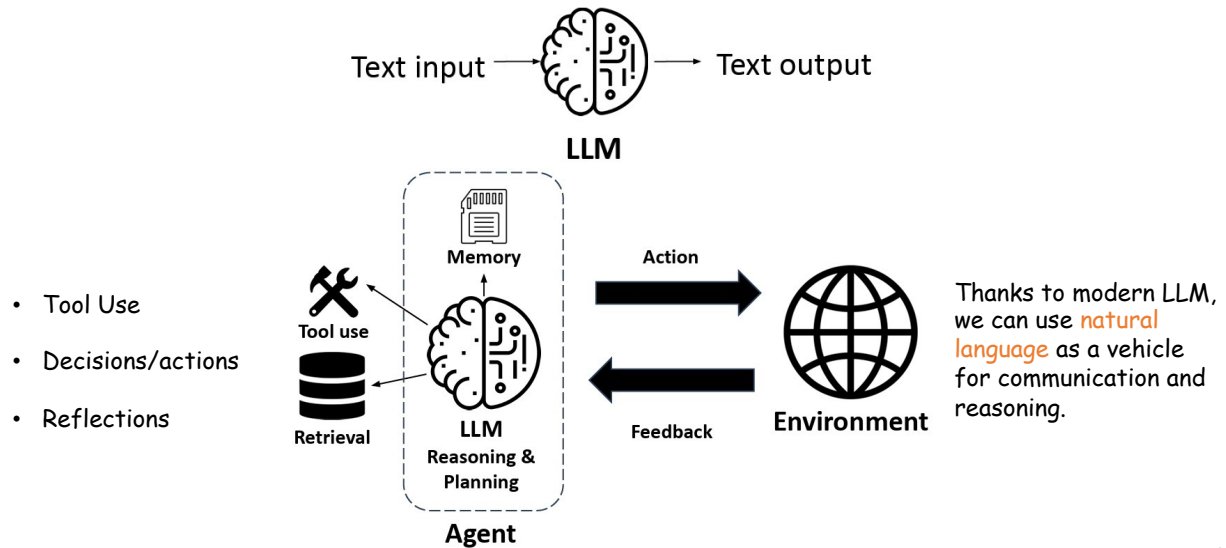 Text input
Text output
LLM
Memory
Tool use
Retrieval
LLM
Reasoning &
Planning
Agent
Action
Feedback
Environment
• Tool Use
• Decisions/actions
• Reflections
Thanks to modern LLM,
we can use natural
language as a vehicle
for communication and
reasoning.